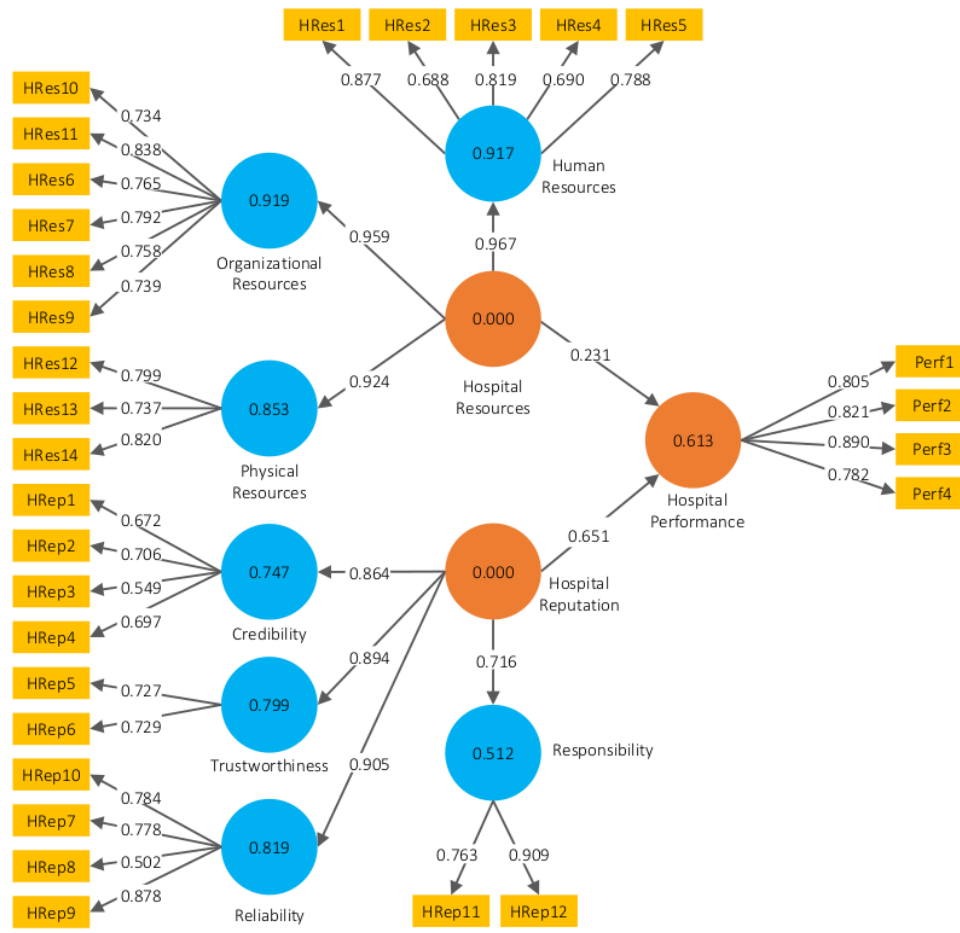 HRes1 HRes2 HRes3 HRes4 HRes5
0.877 0.688 0.819 0.690 0.788
0.917
Human
Resources
0.967
HRes10
HRes11
HRes6
HRes7
HRes8
HRes9
0.734
0.838
0.765
0.792
0.758
0.739
0.919
Organizational
Resources
0.959
0.000
Hospital
Resources
0.231
0.924
HRes12
HRes13
HRes14
0.799
0.737
0.820
0.853
Physical
Resources
0.613
Hospital
Performance
0.805
0.821
0.890
0.782
Perf1
Perf2
Perf3
Perf4
HRep1
HRep2
HRep3
HRep4
0.672
0.706
0.549
0.697
0.747
Credibility
0.864
0.000
Hospital
Reputation
0.651
0.894
0.716
HRep5
HRep6
0.727
0.729
0.799
Trustworthiness
0.905
0.512
Responsibility
HRep10
HRep7
HRep8
HRep9
0.784
0.778
0.502
0.878
0.819
Reliability
0.763 0.909
HRep11 HRep12